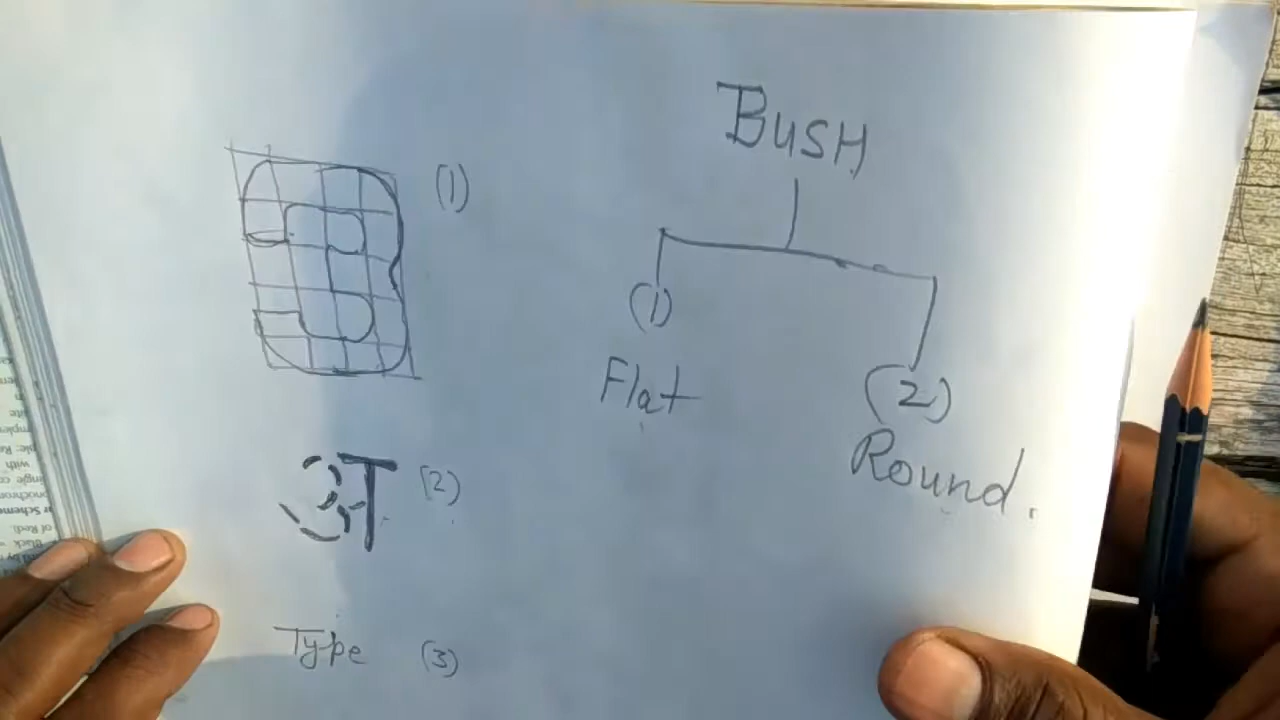 (1)
BUSH
(1)
Flat
(2)
Round.
अ (2)
Type (3)